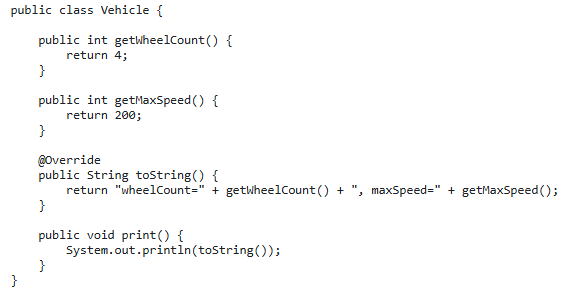 public class Vehicle {
public int getWheelCount() {
return 4;
}
public int getMaxSpeed() {
return 200;
}
@Override
public String toString() {
return "wheelCount=" + getWheelCount() + ", maxSpeed=" + getMaxSpeed();
}
public void print() {
System.out.println(toString());
}
}